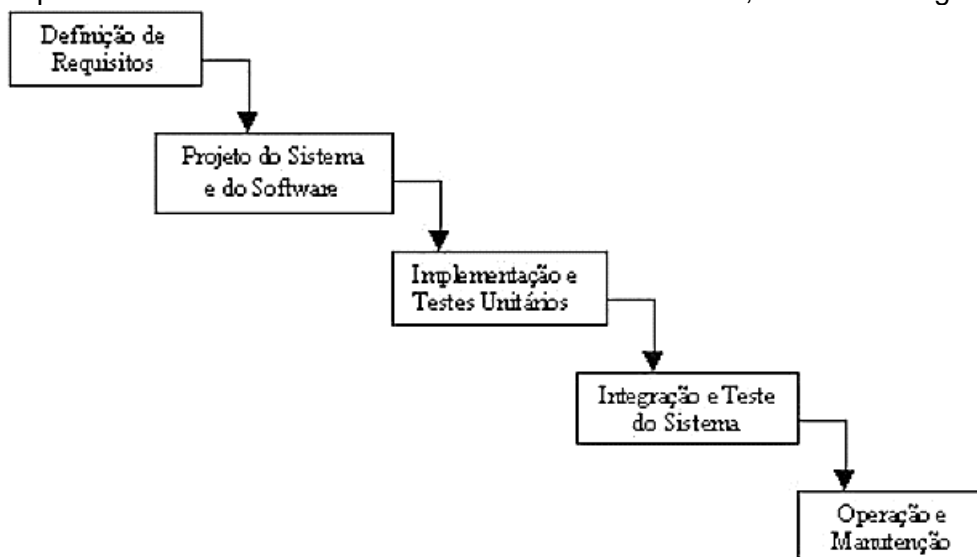 Definição de
Requisitos
Projeto do Sistema
e do Software
Implementação e
Testes Unitários
Integração e Teste
do Sistema
Operação e
Manutenção